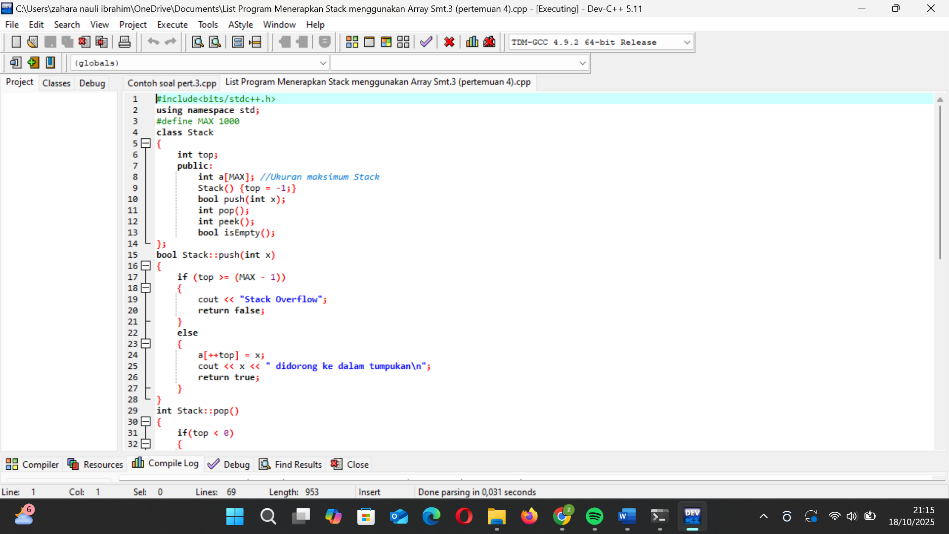 C:\Users\zahara nauli ibrahim\OneDrive\Documents\List Program Menerapkan Stack menggunakan Array Smt.3 (pertemuan 4).cpp - [Executing] - Dev-C++ 5.11
File Edit Search View Project Execute Tools AStyle Window Help
TDM-GCC 4.9.2 64-bit Release
(globals)
Project Classes Debug Contoh soal pert.3.cpp List Program Menerapkan Stack menggunakan Array Smt.3 (pertemuan 4).cpp
1 #include<bits/stdc++.h>
2 using namespace std;
3 #define MAX 1000
4 class Stack
5 {
6 int top;
7 public:
8 int a[MAX]; //Ukuran maksimum Stack
9 Stack() {top = -1;}
10 bool push(int x);
11 int pop();
12 int peek();
13 bool isEmpty();
14 };
15 bool Stack::push(int x)
16 {
17 if (top >= (MAX - 1))
18 {
19 cout << "Stack Overflow";
20 return false;
21 }
22 else
23 {
24 a[++top] = x;
25 cout << x << " didorong ke dalam tumpukan\n";
26 return true;
27 }
28 }
29 int Stack::pop()
30 {
31 if(top < 0)
32 {
Compiler Resources Compile Log Debug Find Results Close
Line: 1 Col: 1 Sel: 0 Lines: 69 Length: 953 Insert Done parsing in 0,031 seconds
6
2
DEV
21:15
18/10/2025